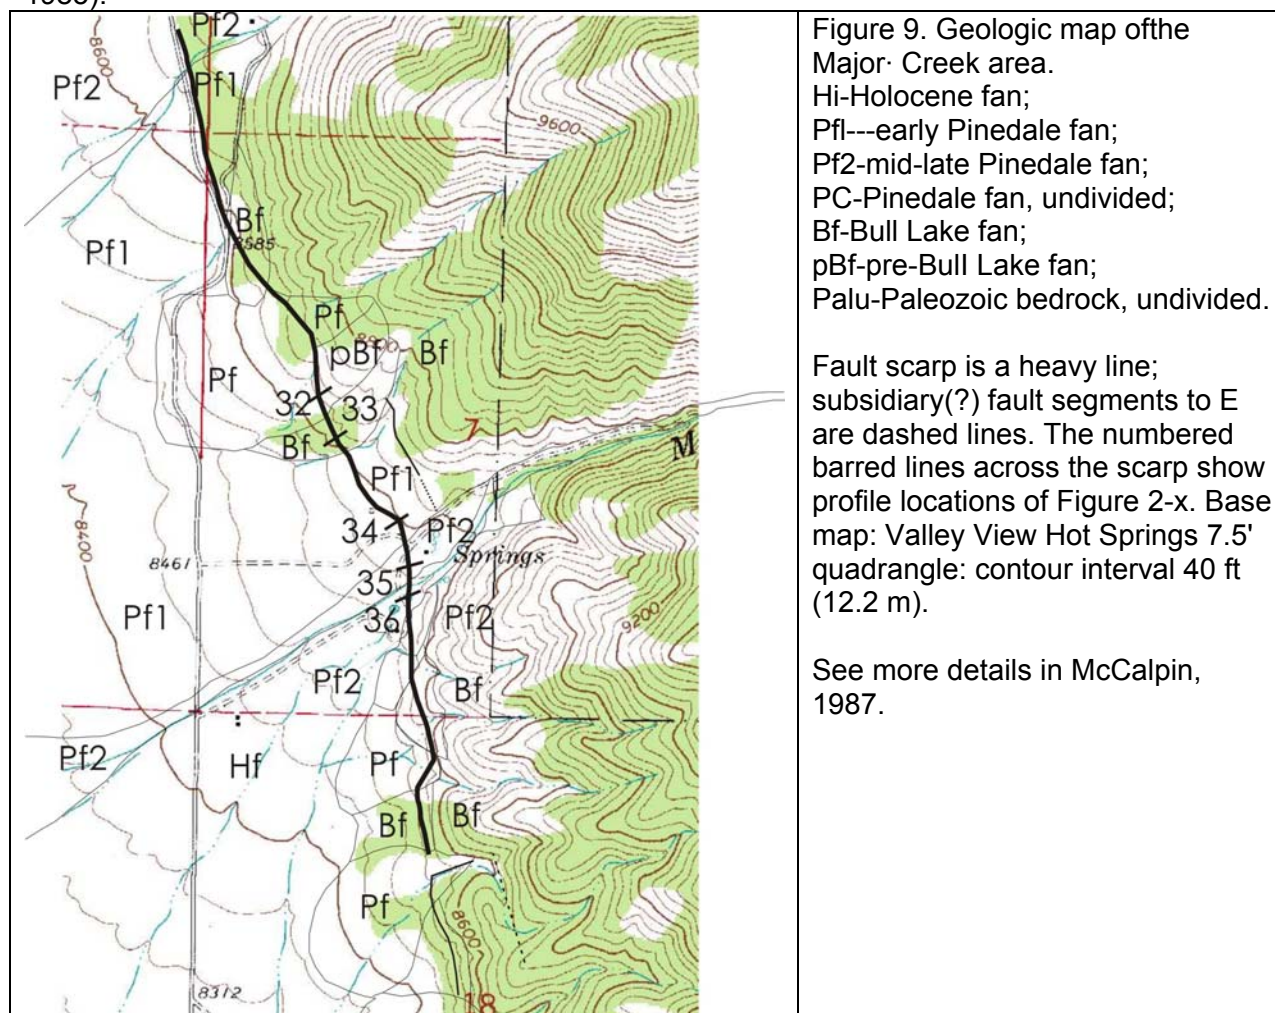 1986).
Pf2
8600
Pf2
Pf1
9600
Bf
8585
Pf1
Pf
8800
pBf
Bf
Pf
32
33
7
Bf
M
Pf1
8400
34
Pf2
Springs
8461
35
Pf1
36
Pf2
9200
Pf2
Bf
Pf2
Hf
Pf
Bf
Bf
Pf
8600
8312
18
Figure 9. Geologic map ofthe
Major· Creek area.
Hi-Holocene fan;
Pfl---early Pinedale fan;
Pf2-mid-late Pinedale fan;
PC-Pinedale fan, undivided;
Bf-Bull Lake fan;
pBf-pre-Bull Lake fan;
Palu-Paleozoic bedrock, undivided.
Fault scarp is a heavy line;
subsidiary(?) fault segments to E
are dashed lines. The numbered
barred lines across the scarp show
profile locations of Figure 2-x. Base
map: Valley View Hot Springs 7.5'
quadrangle: contour interval 40 ft
(12.2 m).
See more details in McCalpin,
1987.